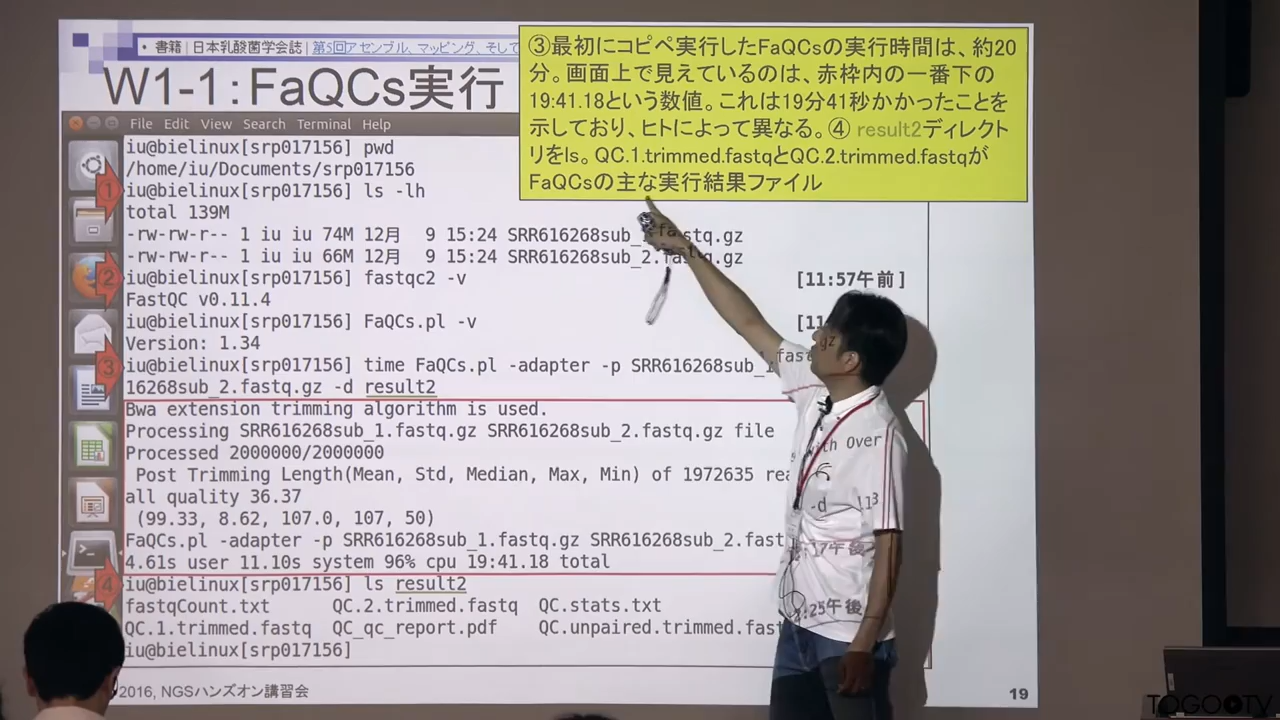 ・ 書籍 | 日本乳酸菌学会誌 | 第5回アセンブル、マッピング、そして
W1-1：FaQCs実行
③最初にコピペ実行したFaQCsの実行時間は、約20
分。画面上で見えているのは、赤枠内の一番下の
19:41.18という数値。これは19分41秒かかったことを
示しており、ヒトによって異なる。④ result2ディレクト
リをls。QC.1.trimmed.fastqとQC.2.trimmed.fastqが
FaQCsの主な実行結果ファイル
File Edit View Search Terminal Help
iu@bielinux[srp017156] pwd
/home/iu/Documents/srp017156
① iu@bielinux[srp017156] ls -lh
total 139M
-rw-rw-r-- 1 iu iu 74M 12月 9 15:24 SRR616268sub_1.fastq.gz
-rw-rw-r-- 1 iu iu 66M 12月 9 15:24 SRR616268sub_2.fastq.gz
② iu@bielinux[srp017156] fastqc2 -v [11:57午前]
FastQC v0.11.4
iu@bielinux[srp017156] FaQCs.pl -v [11:
Version: 1.34
③ iu@bielinux[srp017156] time FaQCs.pl -adapter -p SRR616268sub_1.fastq.gz
16268sub_2.fastq.gz -d result2
Bwa extension trimming algorithm is used.
Processing SRR616268sub_1.fastq.gz SRR616268sub_2.fastq.gz file
Processed 2000000/2000000
Post Trimming Length(Mean, Std, Median, Max, Min) of 1972635 rea with Over
all quality 36.37
(99.33, 8.62, 107.0, 107, 50)
FaQCs.pl -adapter -p SRR616268sub_1.fastq.gz SRR616268sub_2.fast -d
4.61s user 11.10s system 96% cpu 19:41.18 total
④ iu@bielinux[srp017156] ls result2
fastqCount.txt QC.2.trimmed.fastq QC.stats.txt
QC.1.trimmed.fastq QC_qc_report.pdf QC.unpaired.trimmed.fast
iu@bielinux[srp017156] :25午後
2016, NGSハンズオン講習会
19
TOGOTV